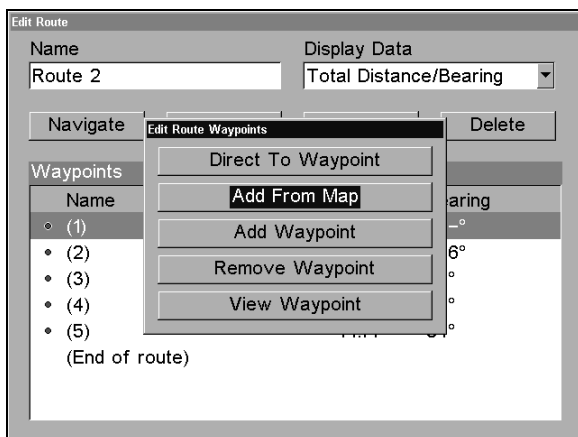 Edit Route
Name Display Data
Route 2 Total Distance/Bearing
Navigate Delete
Edit Route Waypoints
Direct To Waypoint
Add From Map
Add Waypoint
Remove Waypoint
View Waypoint
Waypoints
Name
(1)
(2)
(3)
(4)
(5)
(End of route)